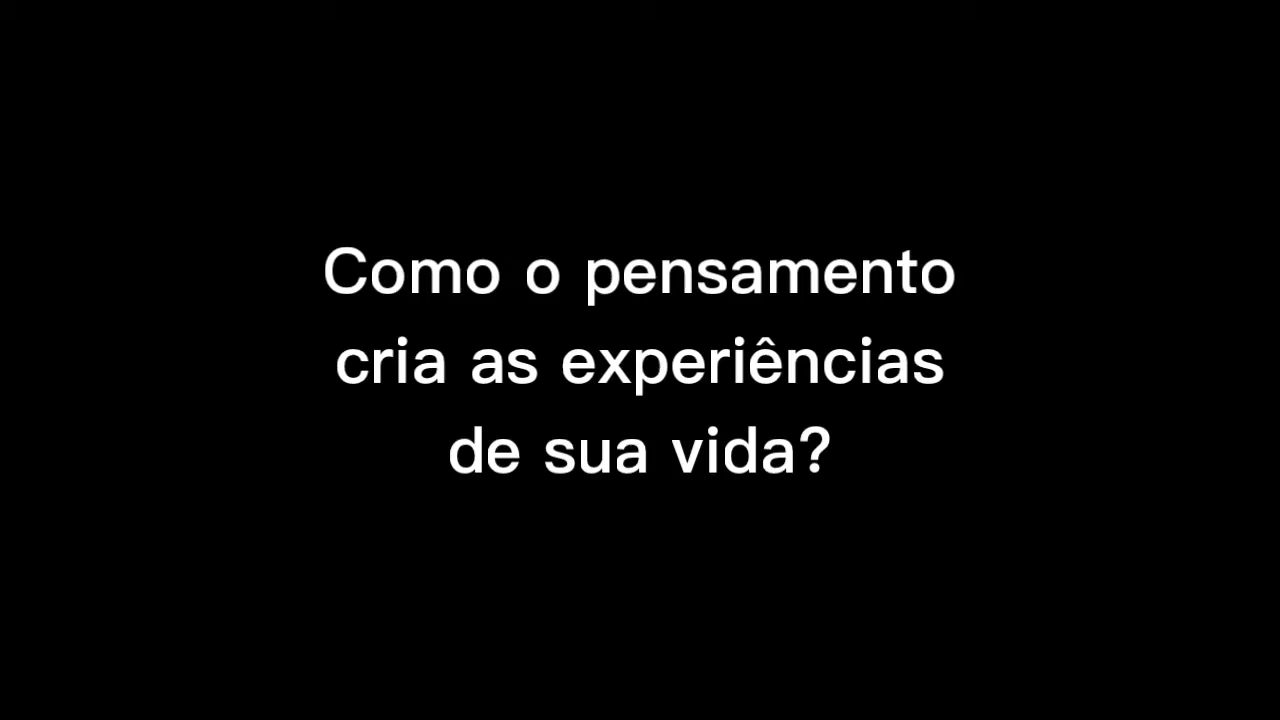 Como o pensamento
cria as experiências
de sua vida?